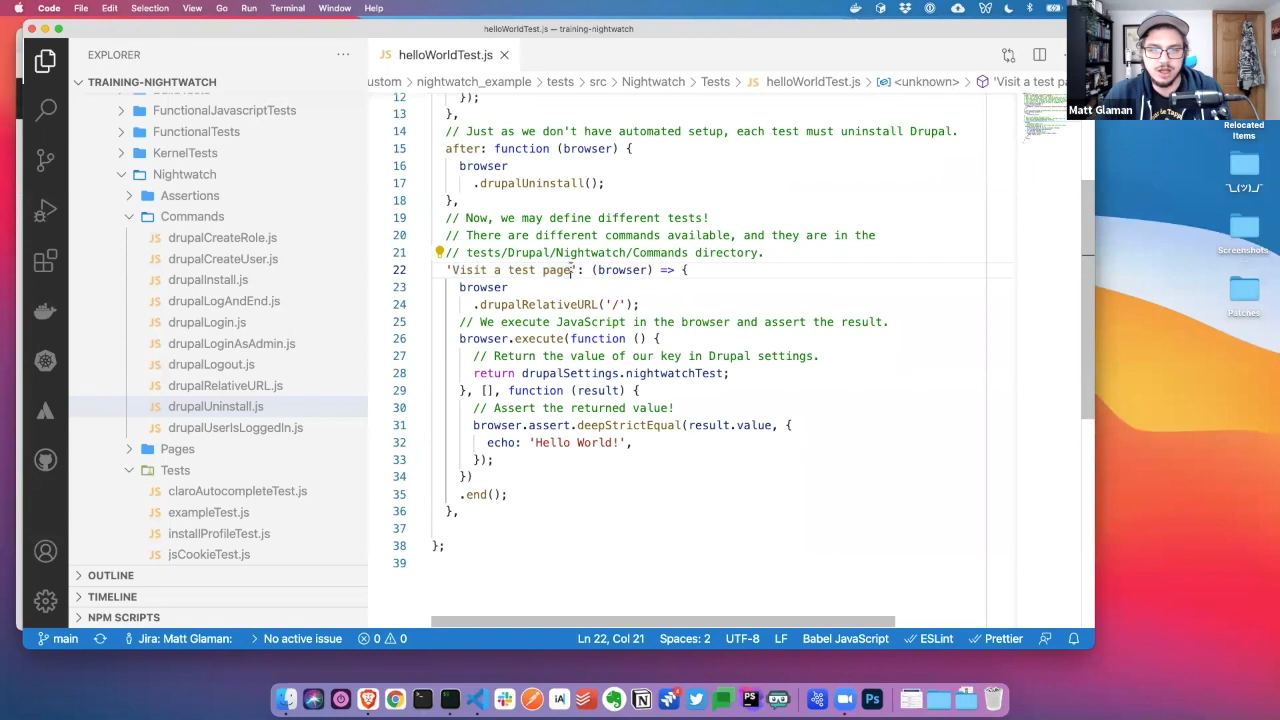 Code File Edit Selection View Go Run Terminal Window Help
helloWorldTest.js — training-nightwatch
EXPLORER
TRAINING-NIGHTWATCH
FunctionalJavascriptTests
FunctionalTests
KernelTests
Nightwatch
Assertions
Commands
drupalCreateRole.js
drupalCreateUser.js
drupalInstall.js
drupalLogAndEnd.js
drupalLogin.js
drupalLoginAsAdmin.js
drupalLogout.js
drupalRelativeURL.js
drupalUninstall.js
drupalUserIsLoggedIn.js
Pages
Tests
claroAutocompleteTest.js
exampleTest.js
installProfileTest.js
jsCookieTest.js
OUTLINE
TIMELINE
NPM SCRIPTS
JS helloWorldTest.js
ustom > nightwatch_example > tests > src > Nightwatch > Tests > JS helloWorldTest.js > <unknown> > 'Visit a test pa
12 });
13 },
14 // Just as we don't have automated setup, each test must uninstall Drupal.
15 after: function (browser) {
16 browser
17 .drupalUninstall();
18 },
19 // Now, we may define different tests!
20 // There are different commands available, and they are in the
21 // tests/Drupal/Nightwatch/Commands directory.
22 'Visit a test page': (browser) => {
23 browser
24 .drupalRelativeURL('/');
25 // We execute JavaScript in the browser and assert the result.
26 browser.execute(function () {
27 // Return the value of our key in Drupal settings.
28 return drupalSettings.nightwatchTest;
29 }, [], function (result) {
30 // Assert the returned value!
31 browser.assert.deepStrictEqual(result.value, {
32 echo: 'Hello World!',
33 });
34 })
35 .end();
36 },
37
38 };
39
main Jira: Matt Glaman: No active issue 0 0 Ln 22, Col 21 Spaces: 2 UTF-8 LF Babel JavaScript ESLint Prettier
Matt Glaman
Relocated
Items
¯\_(ツ)_/¯
Screenshots
Patches